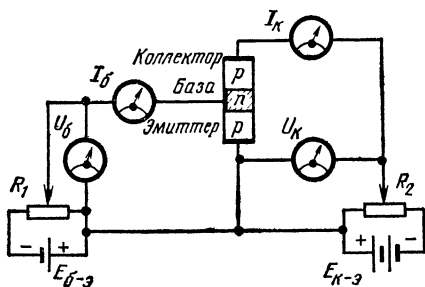 Iк
Коллектор
Iб
База
p
n
p
Uб
Эмиттер
Uк
R1
R2
− +
+ −
Eб-э
Eк-э